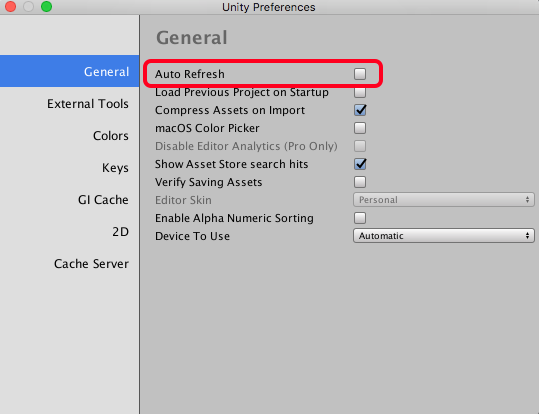 Unity Preferences
General
External Tools
Colors
Keys
GI Cache
2D
Cache Server
General
Auto Refresh
Load Previous Project on Startup
Compress Assets on Import
macOS Color Picker
Disable Editor Analytics (Pro Only)
Show Asset Store search hits
Verify Saving Assets
Editor Skin Personal
Enable Alpha Numeric Sorting
Device To Use Automatic